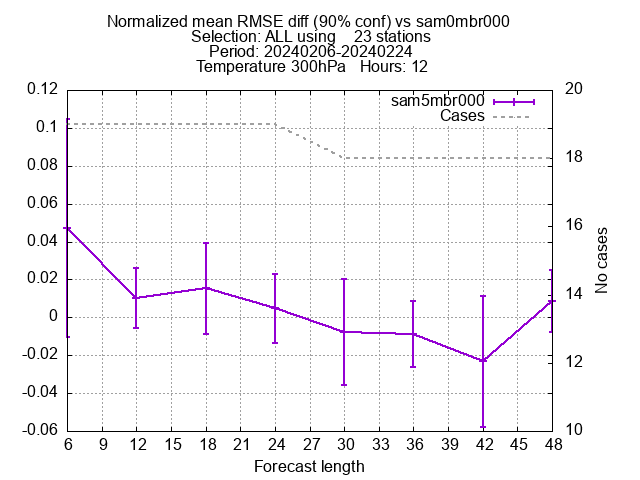 Normalized mean RMSE diff (90% conf) vs sam0mbr000
Selection: ALL using    23 stations
Period: 20240206-20240224
Temperature 300hPa   Hours: 12
sam5mbr000
Cases
0.12
0.1
0.08
0.06
0.04
0.02
0
-0.02
-0.04
-0.06
20
18
16
14
12
10
No cases
6 9 12 15 18 21 24 27 30 33 36 39 42 45 48
Forecast length